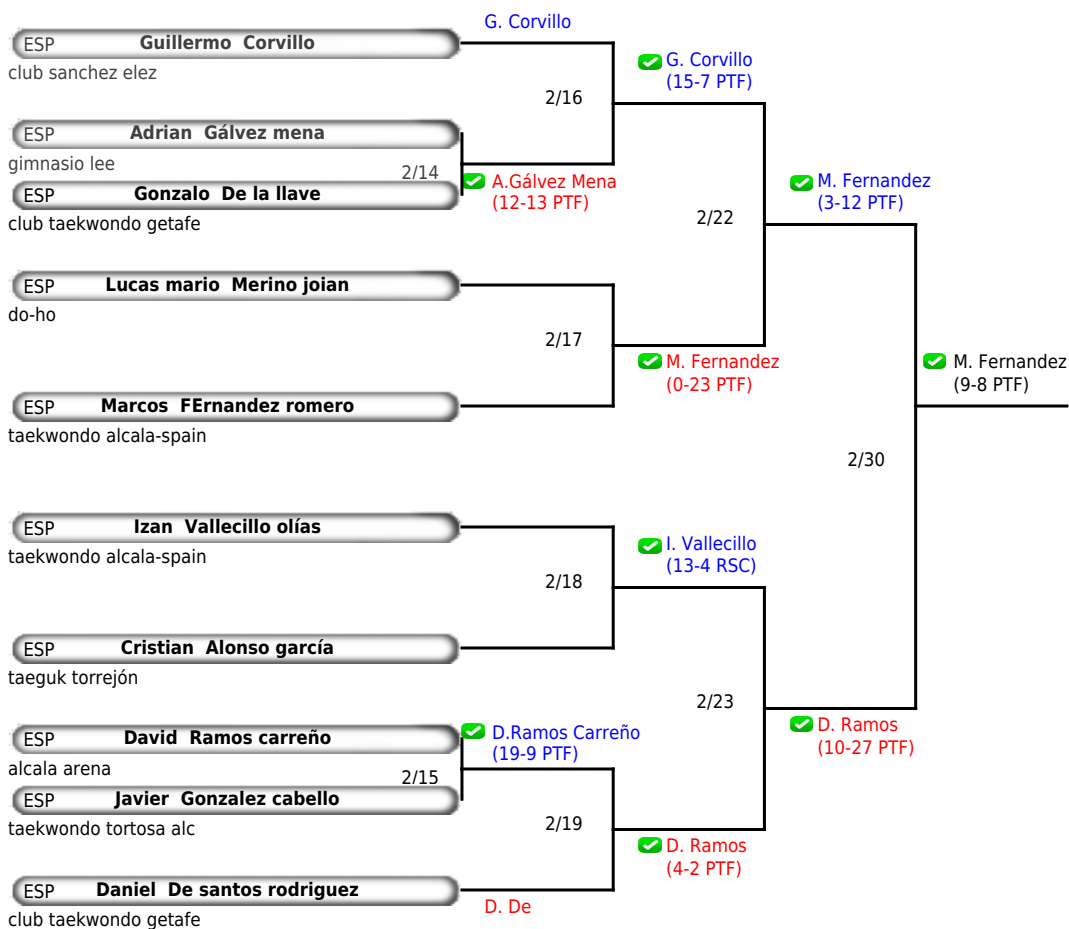 G. Corvillo
ESP Guillermo Corvillo
club sanchez elez
G. Corvillo
(15-7 PTF)
2/16
ESP Adrian Gálvez mena
gimnasio lee
2/14
A.Gálvez Mena
(12-13 PTF)
ESP Gonzalo De la llave
club taekwondo getafe
M. Fernandez
(3-12 PTF)
2/22
ESP Lucas mario Merino joian
do-ho
2/17
M. Fernandez
(0-23 PTF)
M. Fernandez
(9-8 PTF)
ESP Marcos FErnandez romero
taekwondo alcala-spain
2/30
ESP Izan Vallecillo olías
taekwondo alcala-spain
I. Vallecillo
(13-4 RSC)
2/18
ESP Cristian Alonso garcía
taeguk torrejón
2/23
ESP David Ramos carreño
alcala arena
D.Ramos Carreño
(19-9 PTF)
D. Ramos
(10-27 PTF)
2/15
ESP Javier Gonzalez cabello
taekwondo tortosa alc
2/19
D. Ramos
(4-2 PTF)
ESP Daniel De santos rodriguez
club taekwondo getafe
D. De